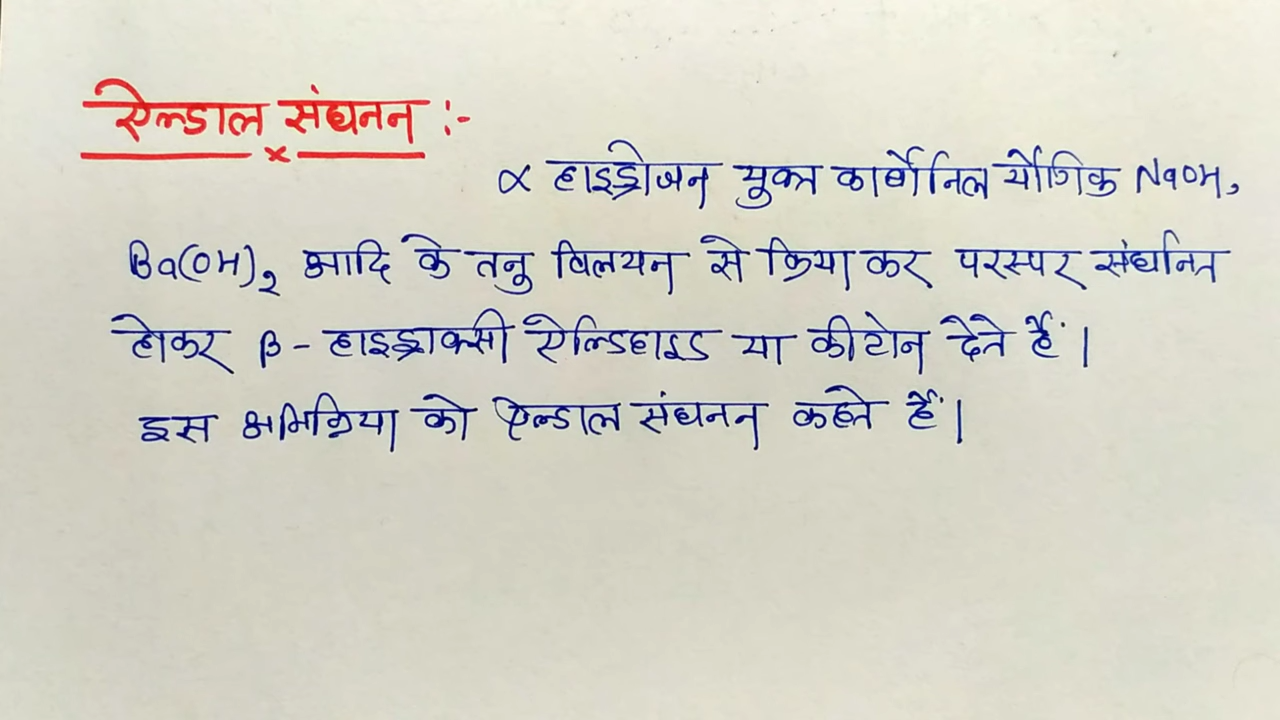 ऐल्डाल संघनन :-
α हाइड्रोजन युक्त कार्बोनिल यौगिक NaOH,
Ba(OH)₂ आदि के तनु विलयन से क्रिया कर परस्पर संघनित
होकर β - हाइड्राक्सी ऐल्डिहाइड या कीटोन देते हैं।
इस अभिक्रिया को ऐल्डाल संघनन कहते हैं।